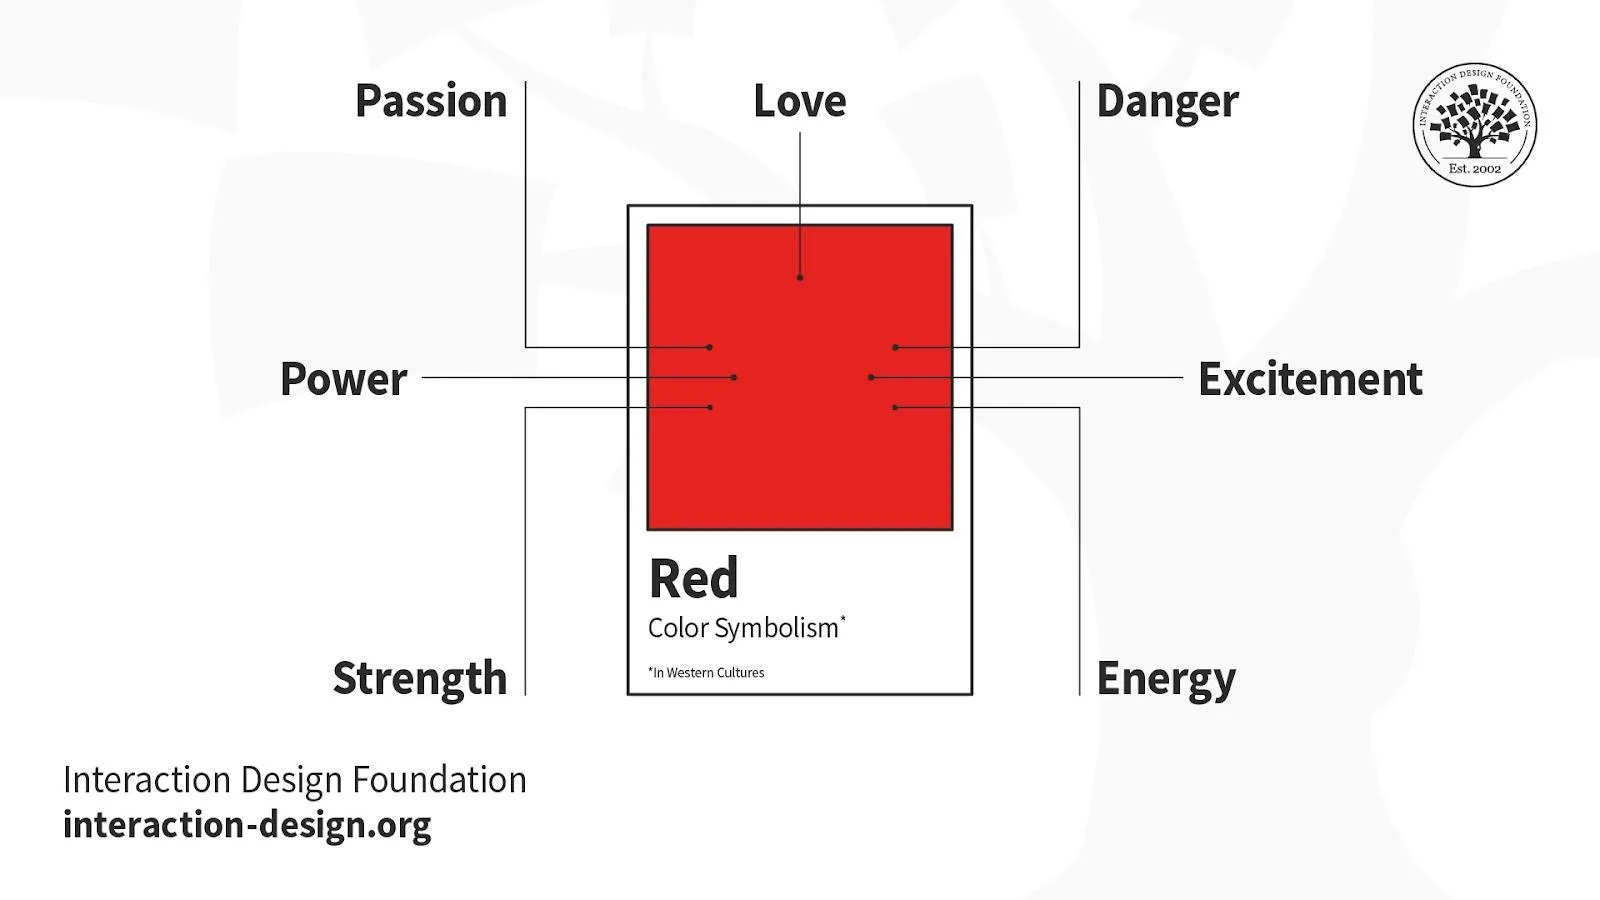 Passion
Love
Danger
INTERACTION DESIGN FOUNDATION
Est. 2002
Power
Excitement
Red
Color Symbolism*
*In Western Cultures
Strength
Energy
Interaction Design Foundation
interaction-design.org